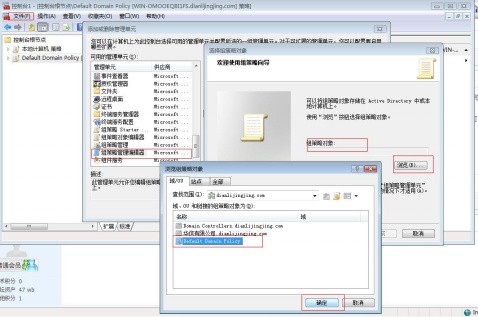 控制台1 - [控制台根节点\Default Domain Policy [WIN-OMDOEQBDJFS.dianlijingjing.com] 策略]
文件(F) 操作(A) 查看(V) 收藏夹(O) 窗口(W) 帮助(H)
控制台根节点
本地计算机 策略
Default Domain Policy
添加或删除管理单元
可用的管理单元(S):
管理单元 供应商
事件查看器 Microsoft...
授权管理器 Microsoft...
文件夹 Microsoft...
远程桌面 Microsoft...
证书 Microsoft...
终端服务管理器 Microsoft...
终端服务配置 Microsoft...
组策略 Starter... Microsoft...
组策略对象编辑器 Microsoft...
组策略管理 Microsoft...
组策略管理编辑器 Microsoft...
组件服务 Microsoft...
描述:
扩展 标准
选择组策略对象
欢迎使用组策略向导
可以将组策略对象存储在 Active Directory 中或本
地计算机上。
使用“浏览”按钮选择组策略对象。
组策略对象:
浏览(R)...
取消
浏览组策略对象
域/OU 站点 全部
查找范围(I): dianlijingjing.com
域、OU 和链接的组策略对象为(O):
名称 域
Domain Controllers.dianlijingjing.com
华信有限公司.dianlijingjing.com
Default Domain Policy
确定 取消
普通会员